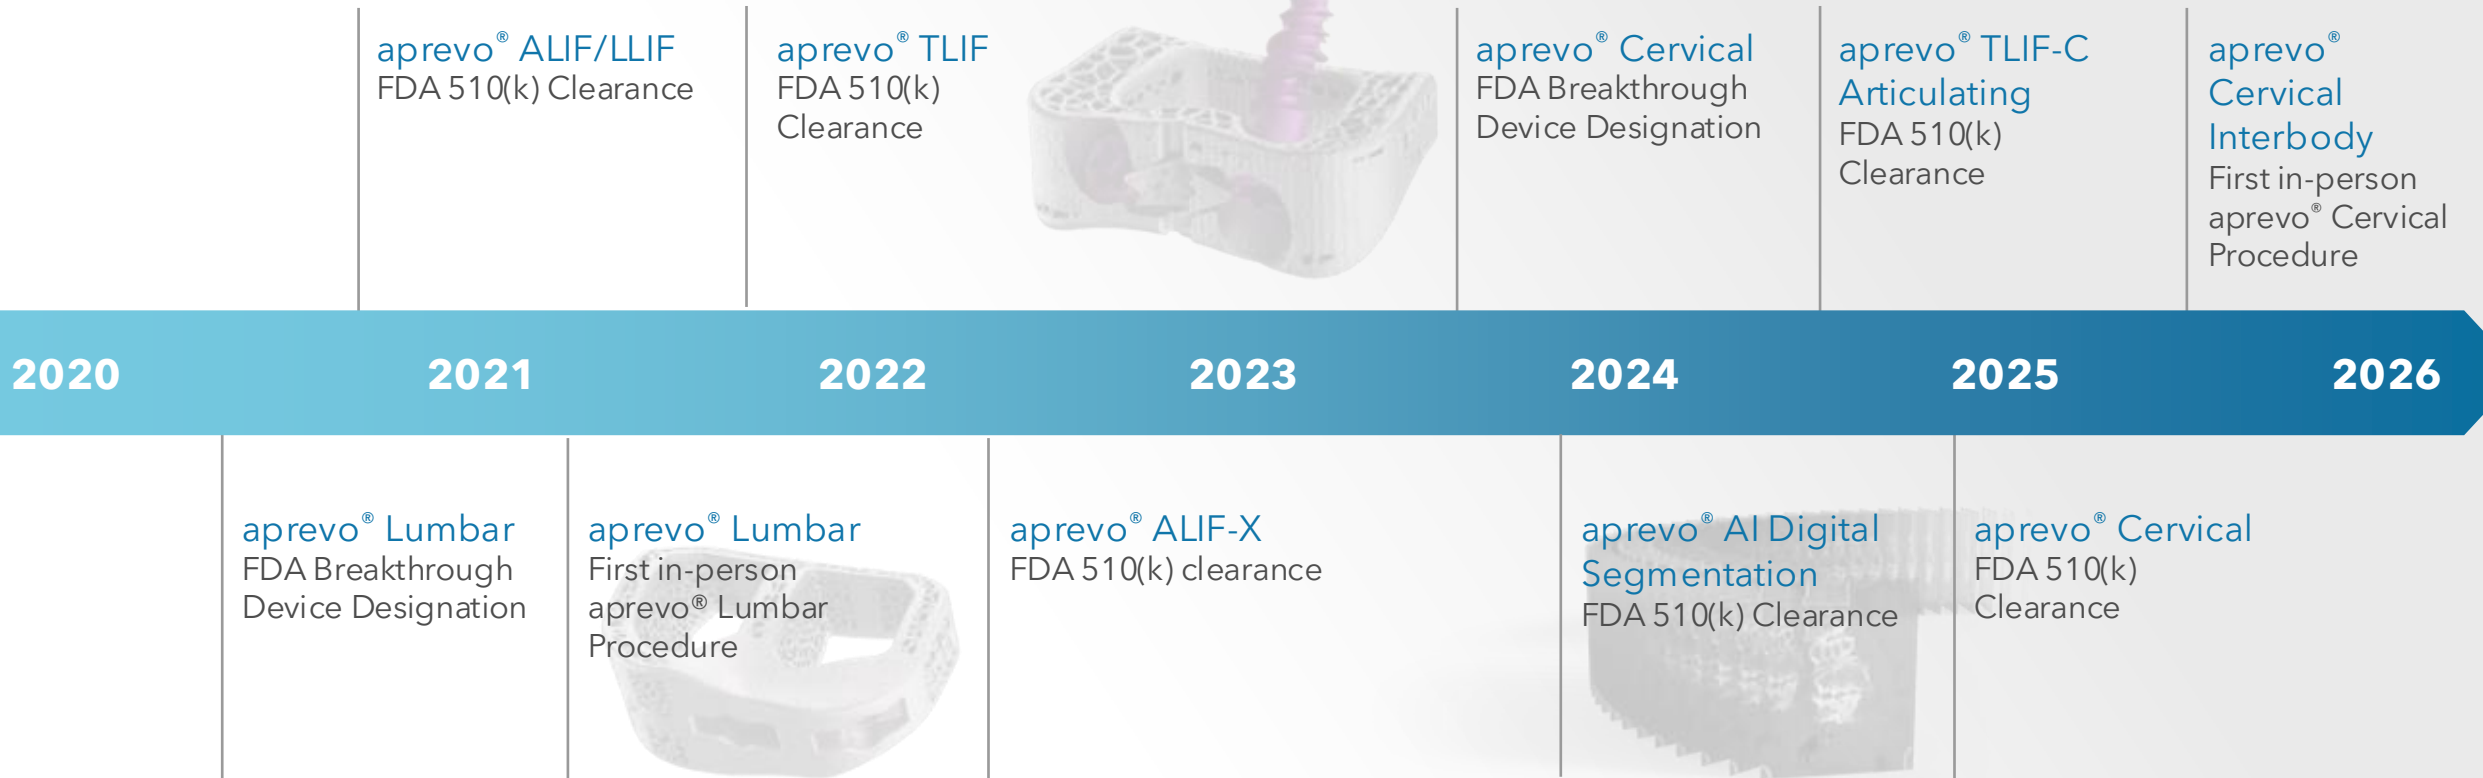 aprevo® ALIF/LLIF
FDA 510(k) Clearance
aprevo® TLIF
FDA 510(k)
Clearance
aprevo® Cervical
FDA Breakthrough
Device Designation
aprevo® TLIF-C
Articulating
FDA 510(k)
Clearance
aprevo®
Cervical
Interbody
First in-person
aprevo® Cervical
Procedure
2020
2021
2022
2023
2024
2025
2026
aprevo® Lumbar
FDA Breakthrough
Device Designation
aprevo® Lumbar
First in-person
aprevo® Lumbar
Procedure
aprevo® ALIF-X
FDA 510(k) clearance
aprevo® AI Digital
Segmentation
FDA 510(k) Clearance
aprevo® Cervical
FDA 510(k)
Clearance